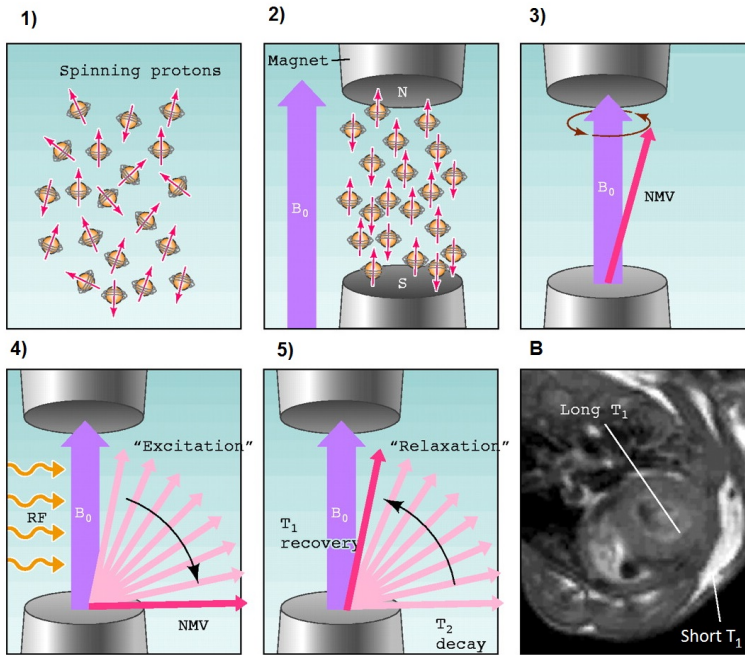 1)
Spinning protons
2)
Magnet
N
B₀
S
3)
B₀
NMV
4)
"Excitation"
RF
B₀
NMV
5)
"Relaxation"
T₁
recovery
B₀
T₂
decay
B
Long T₁
Short T₁